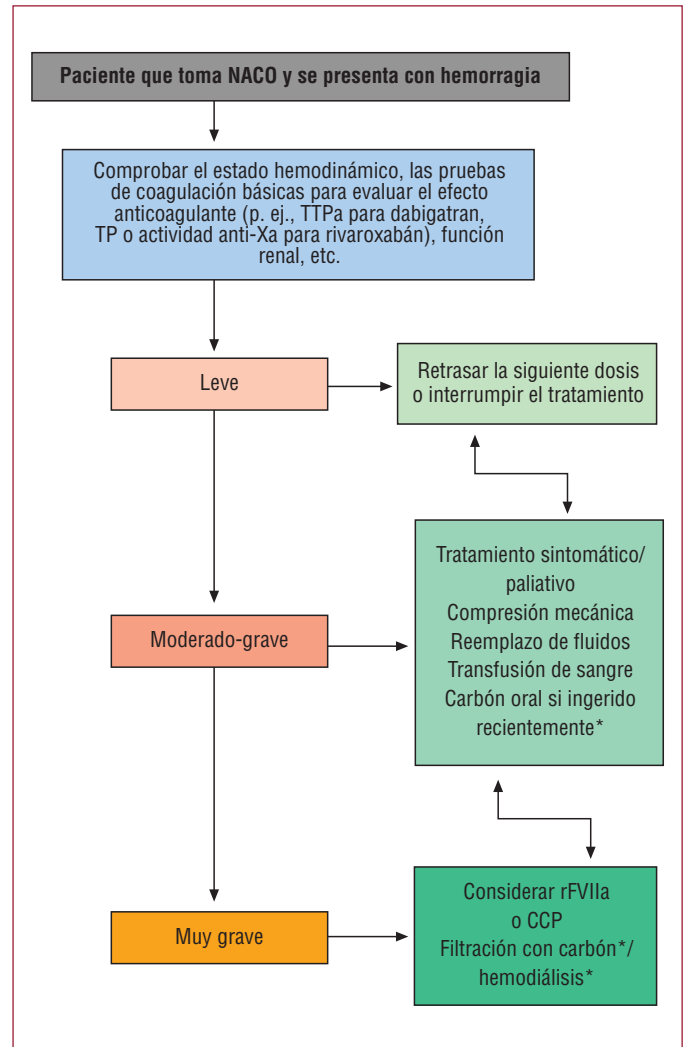 Paciente que toma NACO y se presenta con hemorragia
Comprobar el estado hemodinámico, las pruebas
de coagulación básicas para evaluar el efecto
anticoagulante (p. ej., TTPa para dabigatran,
TP o actividad anti-Xa para rivaroxabán), función
renal, etc.
Leve
Retrasar la siguiente dosis
o interrumpir el tratamiento
Moderado-grave
Tratamiento sintomático/
paliativo
Compresión mecánica
Reemplazo de fluidos
Transfusión de sangre
Carbón oral si ingerido
recientemente*
Muy grave
Considerar rFVIIa
o CCP
Filtración con carbón*/
hemodiálisis*